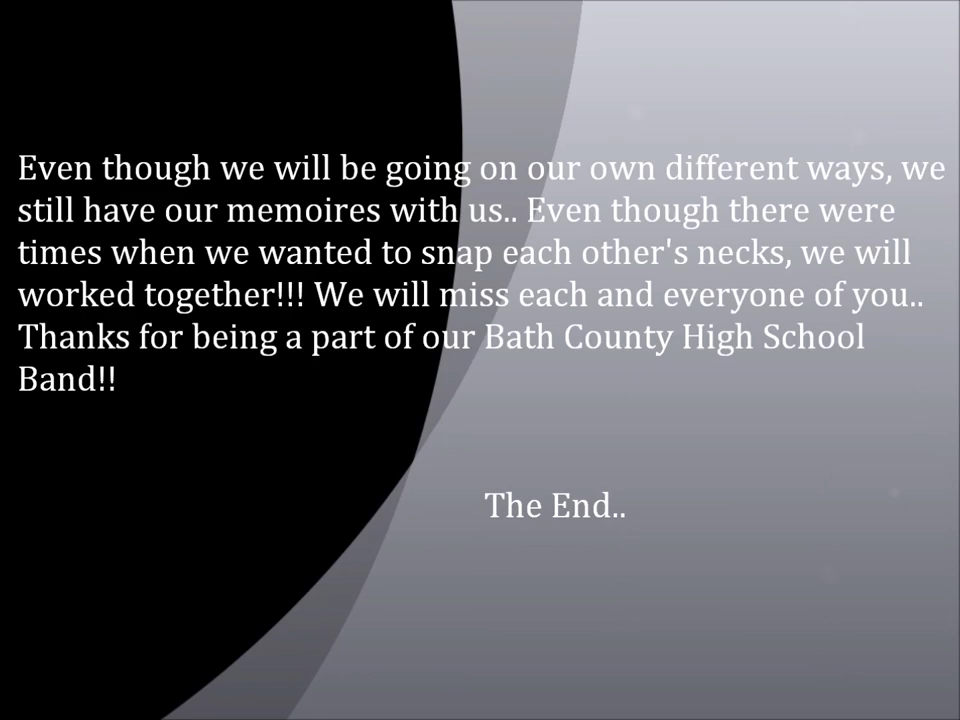 Even though we will be going on our own different ways, we
still have our memoires with us.. Even though there were
times when we wanted to snap each other's necks, we will
worked together!!! We will miss each and everyone of you..
Thanks for being a part of our Bath County High School
Band!!
The End..